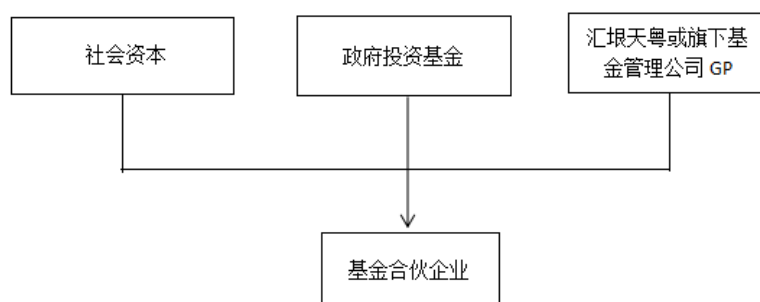 社会资本
政府投资基金
汇垠天粤或旗下基
金管理公司 GP
基金合伙企业